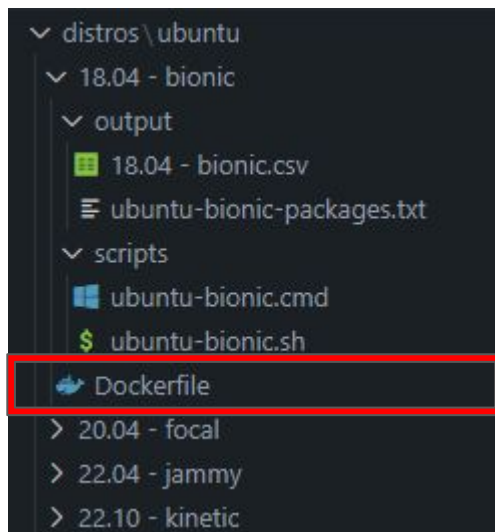 distros\ubuntu
18.04 - bionic
output
18.04 - bionic.csv
ubuntu-bionic-packages.txt
scripts
ubuntu-bionic.cmd
$ ubuntu-bionic.sh
Dockerfile
20.04 - focal
22.04 - jammy
22.10 - kinetic